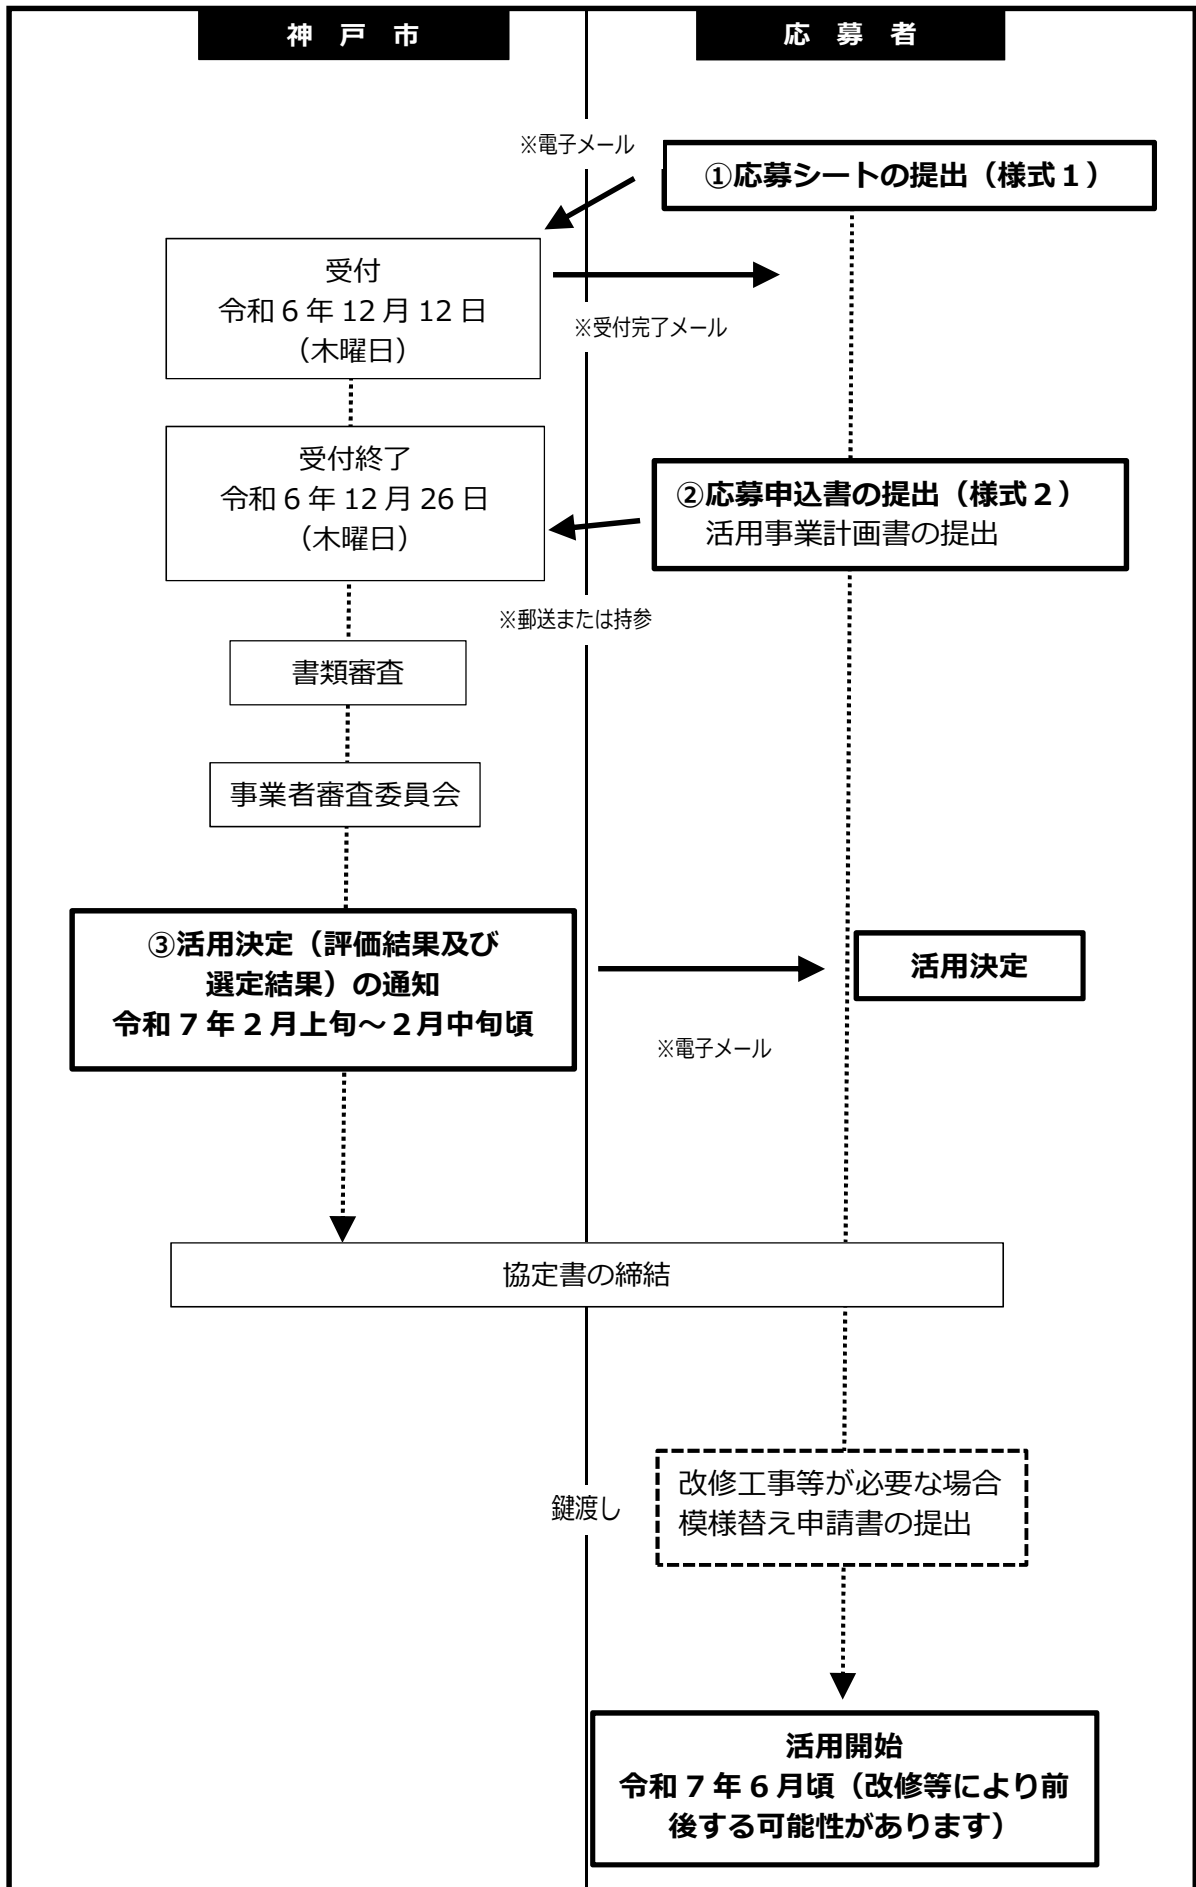 神戸市
応募者
※電子メール
①応募シートの提出（様式１）
受付
令和６年 12 月 12 日
（木曜日）
※受付完了メール
受付終了
令和６年 12 月 26 日
（木曜日）
②応募申込書の提出（様式２）
活用事業計画書の提出
※郵送または持参
書類審査
事業者審査委員会
③活用決定（評価結果及び
選定結果）の通知
令和７年２月上旬～２月中旬頃
活用決定
※電子メール
協定書の締結
鍵渡し
改修工事等が必要な場合
模様替え申請書の提出
活用開始
令和７年６月頃（改修等により前
後する可能性があります）